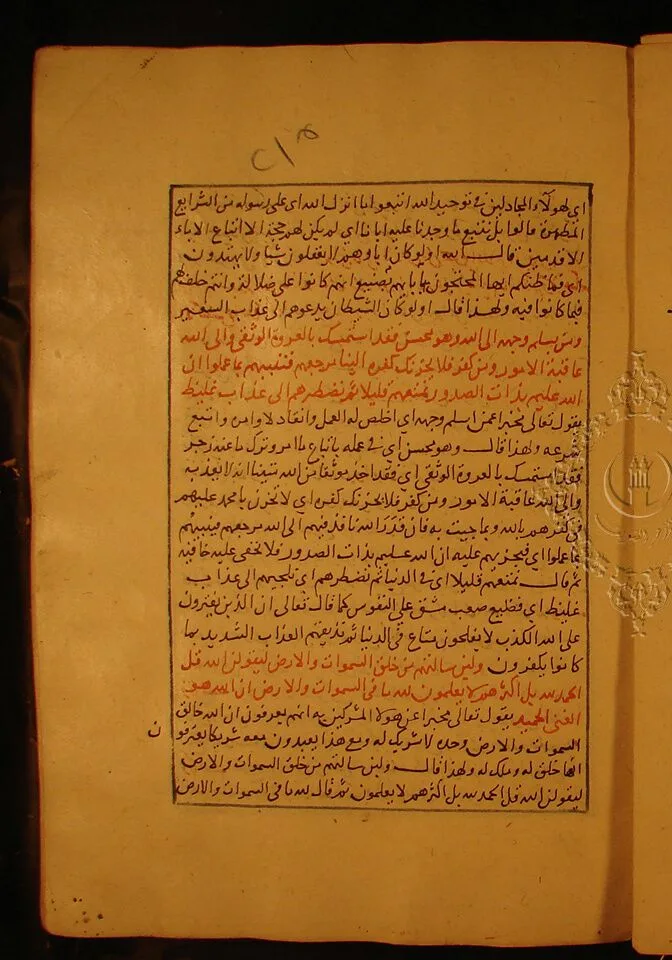 اي لهولاء المجادلين في توحيد الله اتبعوا ما انزل الله اي على رسوله من الشرايع
المطهرة قالوا بل نتبع ما وجدنا عليه ابانا اي لم يكن لهم حجة الا اتباع الاباء
الاقدمين قال الله اولو كان اباوهم لا يعقلون شيا ولا يهتدون
اي فما ظنكم ايها المحتجون بابايهم بصنيع انهم كانوا على ضلالة وانتم خلفهم
فيما كانوا فيه ولهذا قال اولو كان الشيطان يدعوهم الى عذاب السعير
ومن يسلم وجهه الى الله وهو محسن فقد استمسك بالعروة الوثقى والى الله
عاقبة الامور ومن كفر فلا يحزنك كفره الينا مرجعهم فننبيهم بما عملوا ان
الله عليم بذات الصدور نمتعهم قليلا ثم نضطرهم الى عذاب غليظ
يقول تعالى مخبرا عمن اسلم وجهه اي اخلص له العمل وانقاد لاوامره واتبع
شرعه ولهذا قال وهو محسن اي في عمله باتباع ما امر وترك ما عنه زجر
فقد استمسك بالعروة الوثقى اي فقد اخذ موثقا من الله متينا انه لا يعذبه
والى الله عاقبة الامور ومن كفر فلا يحزنك كفره اي لا تحزن يا محمد عليهم
في كفرهم بالله وبما جيت به فان قدر الله نافذ فيهم الى الله مرجعهم فينبيهم
بما عملوا اي فيجزيهم عليه ان الله عليم بذات الصدور فلا تخفى عليه خافية
ثم قال نمتعهم قليلا اي في الدنيا ثم نضطرهم اي نلجيهم الى عذاب
غليظ اي فظيع صعب مشق على النفوس كما قال تعالى ان الذين يفترون
على الله الكذب لا يفلحون متاع في الدنيا ثم نذيقهم العذاب الشديد بما
كانوا يكفرون ولين سالتهم من خلق السموات والارض ليقولن الله قل
الحمد لله بل اكثرهم لا يعلمون لله ما في السموات والارض ان الله هو
الغني الحميد يقول تعالى مخبرا عن هولا المشركين به انهم يعرفون ان الله خالق
السموات والارض وحده لا شريك له ومع هذا يعبدون معه شركا يعترفو
ن
انها خلق له وملك له ولهذا قال ولين سالتهم من خلق السموات والارض
ليقولن الله قل الحمد لله بل اكثرهم لا يعلمون ثم قال لله ما في السموات والارض